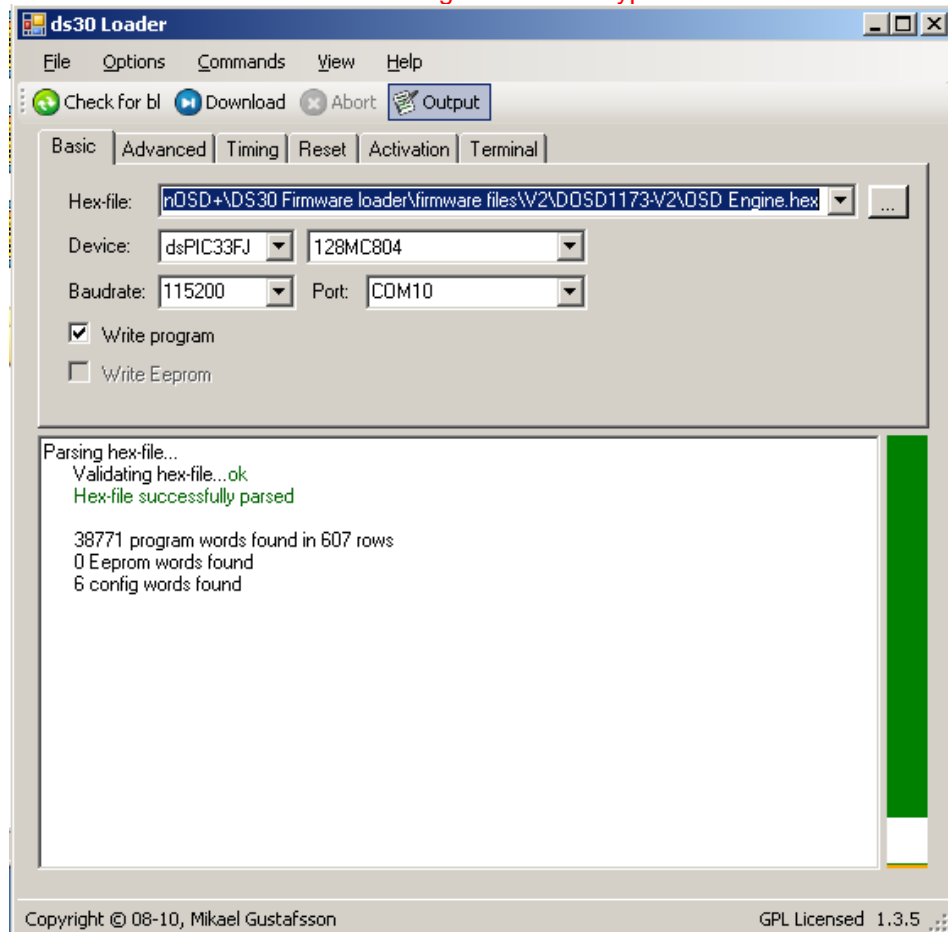 ds30 Loader
File Options Commands View Help
Check for bl Download Abort Output
Basic Advanced Timing Reset Activation Terminal
Hex-file: nOSD+\DS30 Firmware loader\firmware files\V2\DOSD1173-V2\OSD Engine.hex ...
Device: dsPIC33FJ 128MC804
Baudrate: 115200 Port: COM10
Write program
Write Eeprom
Parsing hex-file...
Validating hex-file...ok
Hex-file successfully parsed
38771 program words found in 607 rows
0 Eeprom words found
6 config words found
Copyright © 08-10, Mikael Gustafsson GPL Licensed 1.3.5